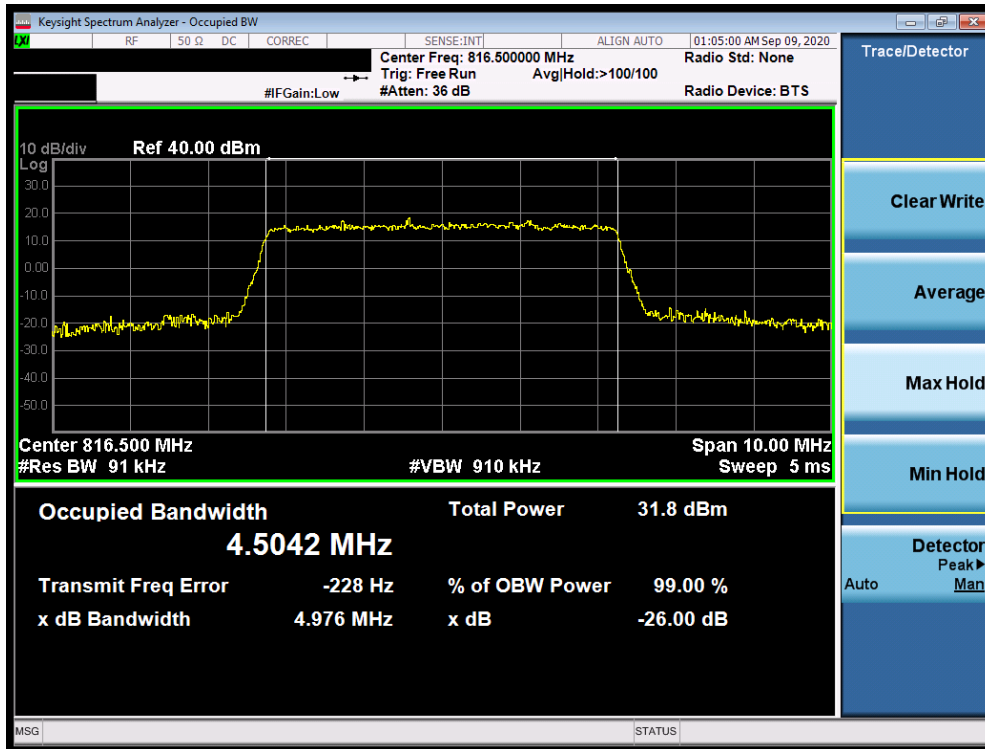 Keysight Spectrum Analyzer - Occupied BW
LXI RF 50 Ω DC CORREC SENSE:INT ALIGN AUTO 01:05:00 AM Sep 09, 2020
Center Freq: 816.500000 MHz Radio Std: None
Trig: Free Run Avg|Hold:>100/100
#IFGain:Low #Atten: 36 dB Radio Device: BTS
10 dB/div Ref 40.00 dBm
Log
30.0
20.0
10.0
0.00
-10.0
-20.0
-30.0
-40.0
-50.0
Center 816.500 MHz Span 10.00 MHz
#Res BW 91 kHz #VBW 910 kHz Sweep 5 ms
Occupied Bandwidth Total Power 31.8 dBm
4.5042 MHz
Transmit Freq Error -228 Hz % of OBW Power 99.00 %
x dB Bandwidth 4.976 MHz x dB -26.00 dB
MSG STATUS
Trace/Detector
Clear Write
Average
Max Hold
Min Hold
Detector
Peak▶
Auto Man